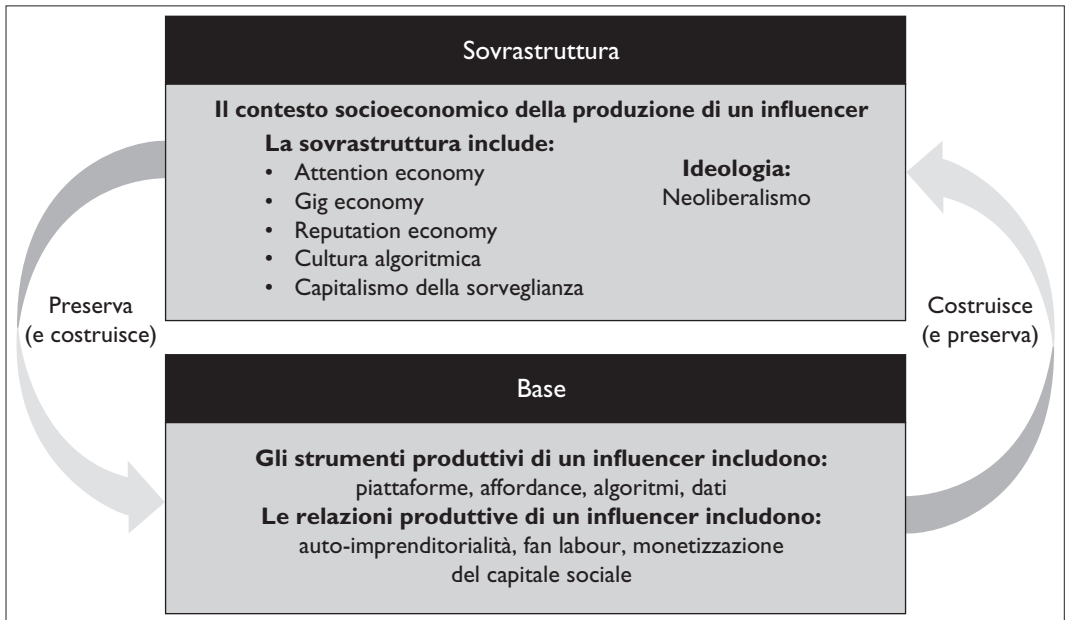 Sovrastruttura
Il contesto socioeconomico della produzione di un influencer
La sovrastruttura include:
• Attention economy
• Gig economy
• Reputation economy
• Cultura algoritmica
• Capitalismo della sorveglianza
Ideologia:
Neoliberalismo
Preserva
(e costruisce)
Costruisce
(e preserva)
Base
Gli strumenti produttivi di un influencer includono:
piattaforme, affordance, algoritmi, dati
Le relazioni produttive di un influencer includono:
auto-imprenditorialità, fan labour, monetizzazione
del capitale sociale